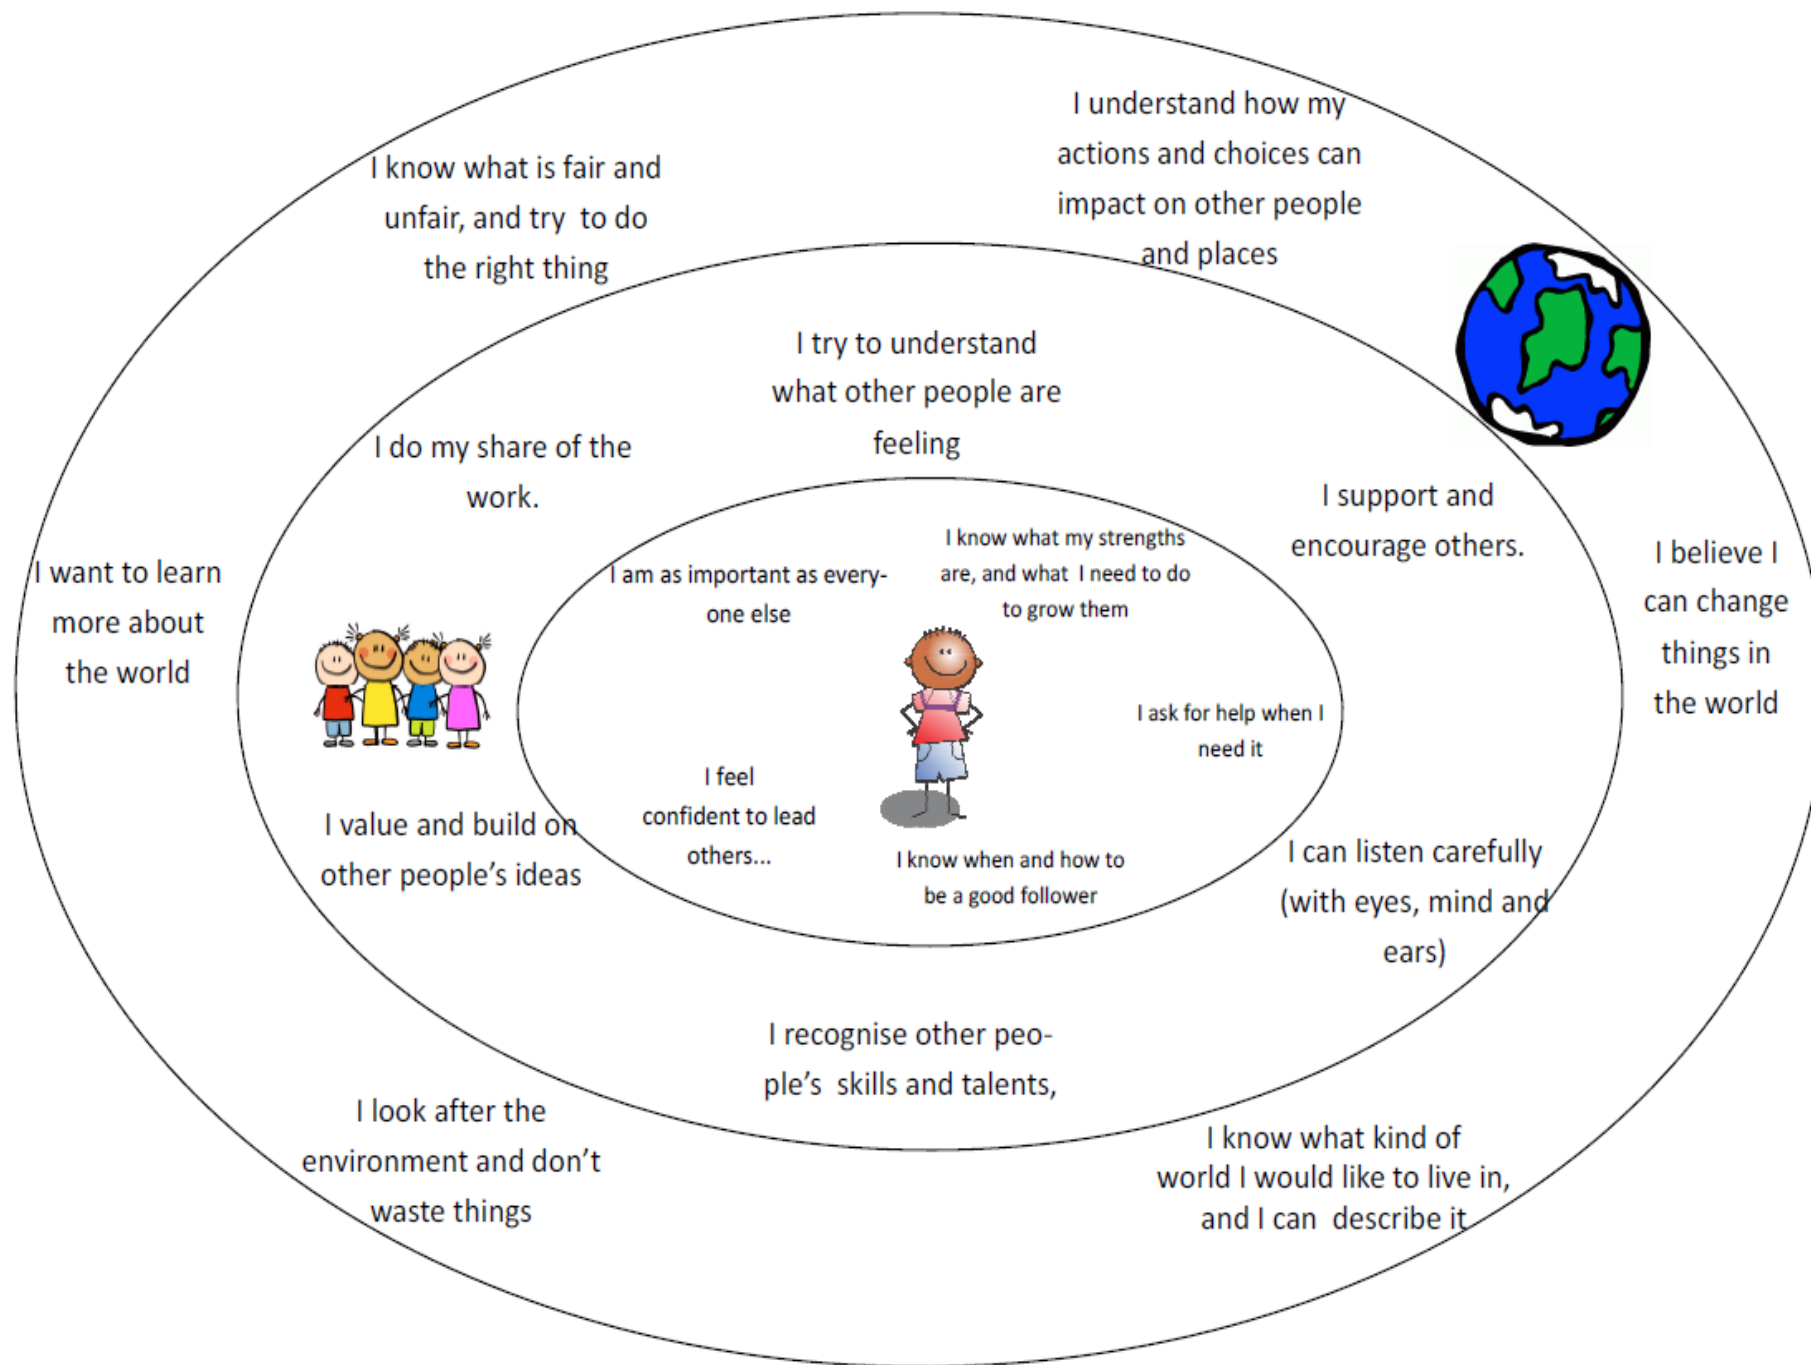 I understand how my
actions and choices can
impact on other people
and places
I know what is fair and
unfair, and try  to do
the right thing
I try to understand
what other people are
feeling
I do my share of the
work.
I support and
encourage others.
I know what my strengths
are, and what  I need to do
to grow them
I am as important as every-
one else
I want to learn
more about
the world
I believe I
can change
things in
the world
I ask for help when I
need it
I feel
confident to lead
others...
I know when and how to
be a good follower
I value and build on
other people’s ideas
I can listen carefully
(with eyes, mind and
ears)
I recognise other peo-
ple’s  skills and talents,
I look after the
environment and don’t
waste things
I know what kind of
world I would like to live in,
and I can  describe it